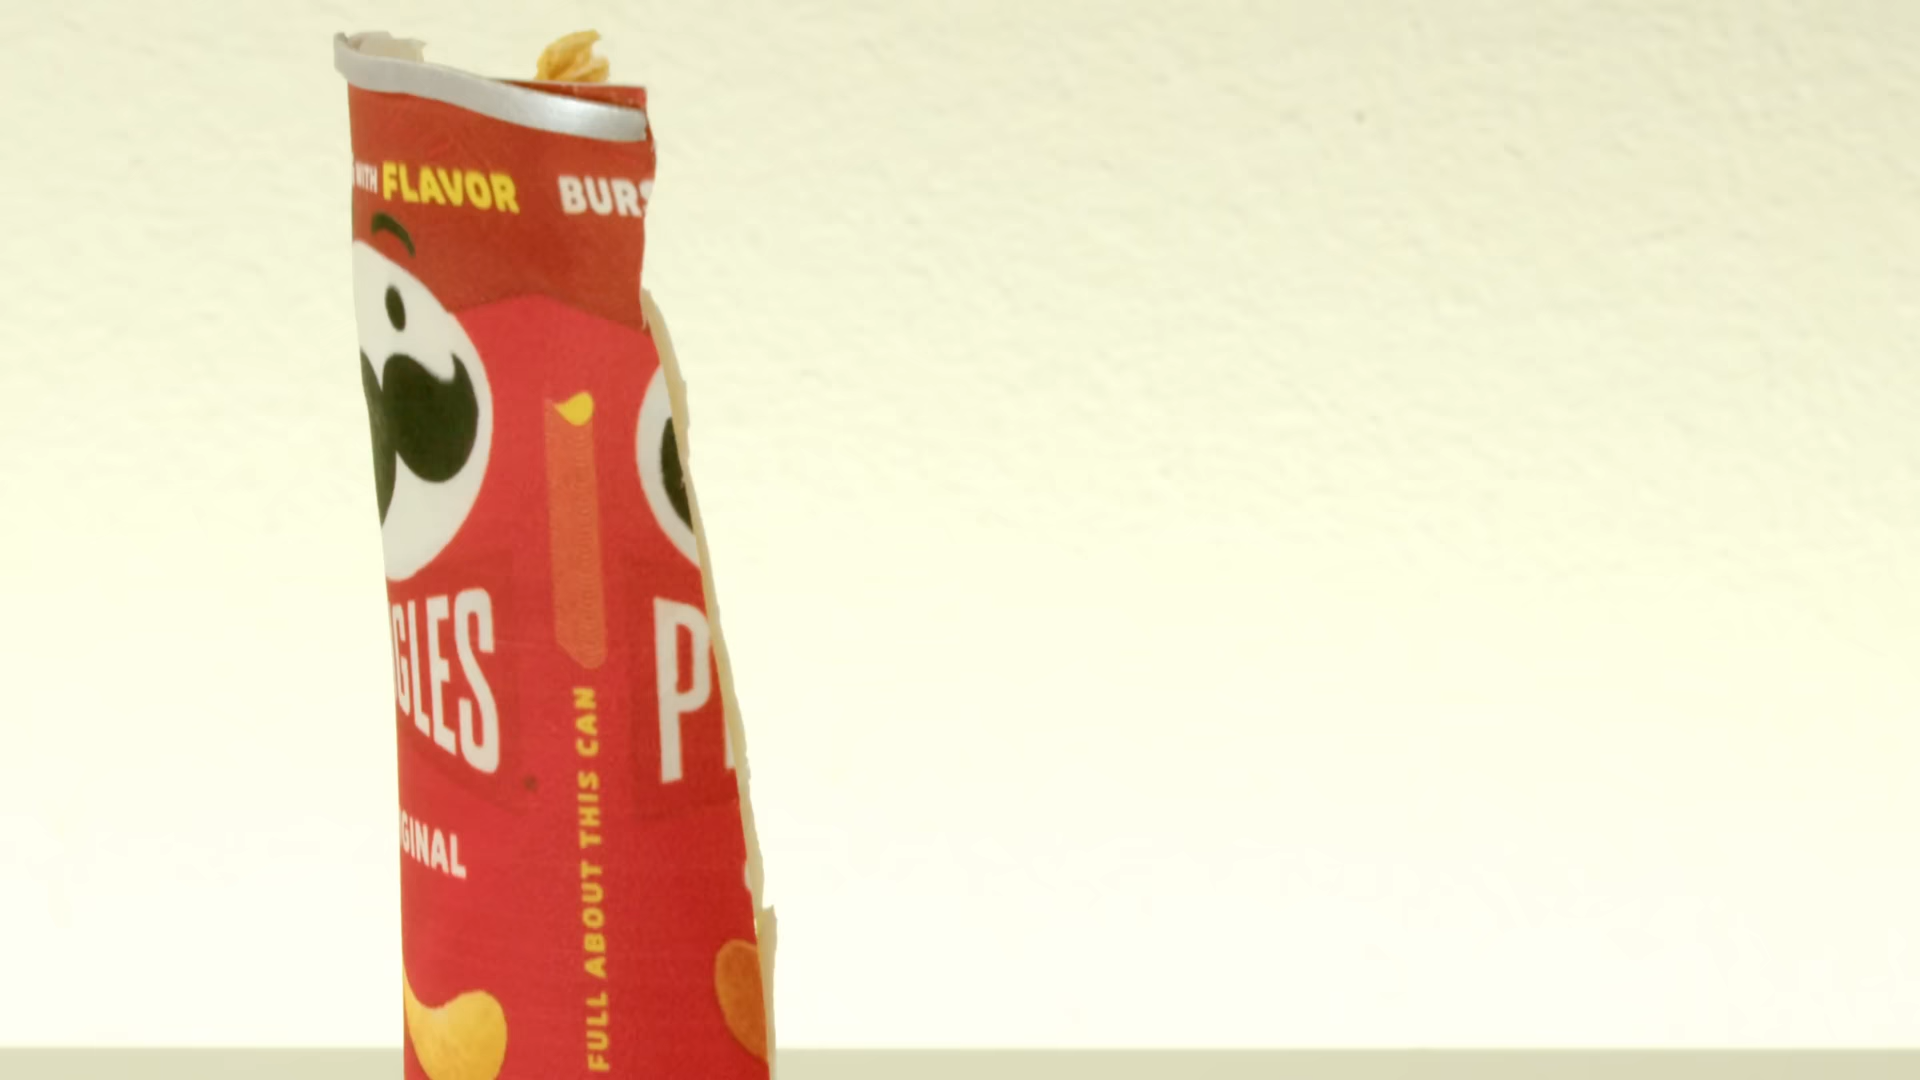 WITH FLAVOR BURS
GLES
P
GINAL
FULL ABOUT THIS CAN